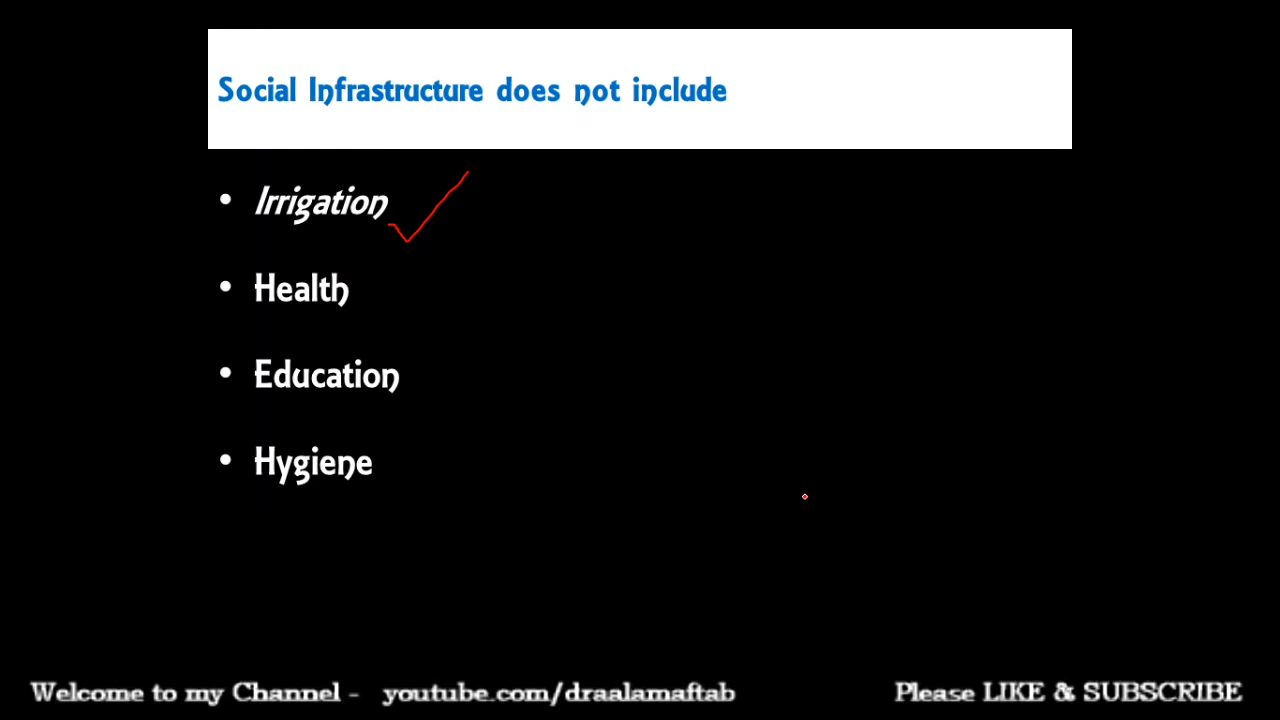 Social Infrastructure does not include
• Irrigation
• Health
• Education
• Hygiene
Welcome to my Channel - youtube.com/draalamaftab
Please LIKE & SUBSCRIBE